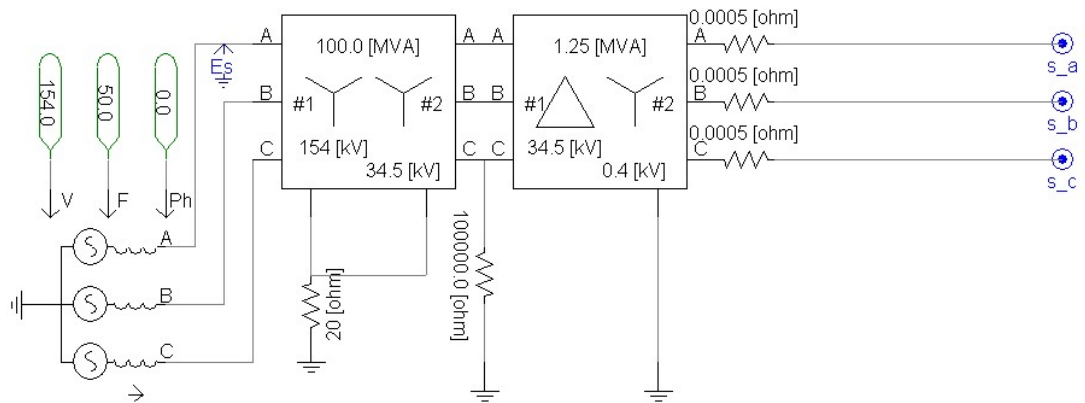 154.0
50.0
0.0
V
F
Ph
A
B
C
Es
A
B
C
100.0 [MVA]
#1
#2
154 [kV]
34.5 [kV]
A
B
C
20 [ohm]
100000.0 [ohm]
A
B
C
1.25 [MVA]
#1
#2
34.5 [kV]
0.4 [kV]
A
B
C
0.0005 [ohm]
0.0005 [ohm]
0.0005 [ohm]
s_a
s_b
s_c